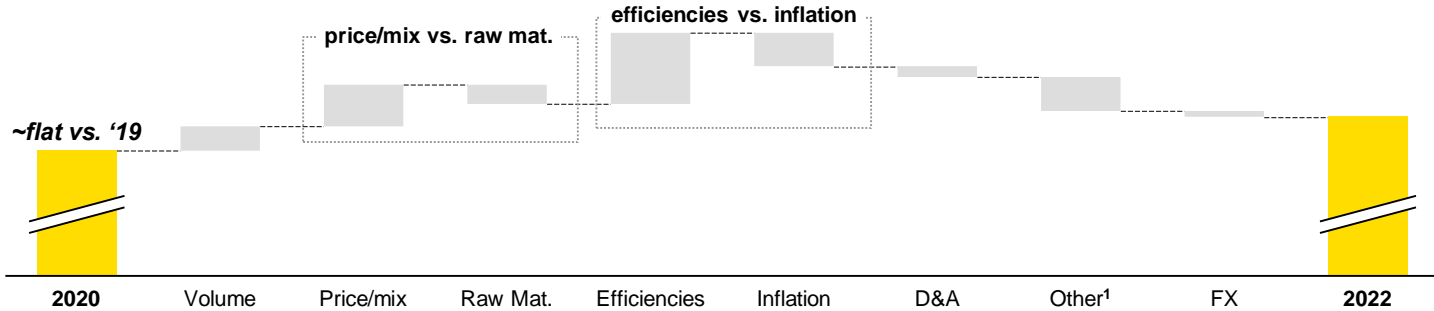 efficiencies vs. inflation
price/mix vs. raw mat.
~flat vs. ‘19
2020 Volume Price/mix Raw Mat. Efficiencies Inflation D&A Other¹ FX 2022